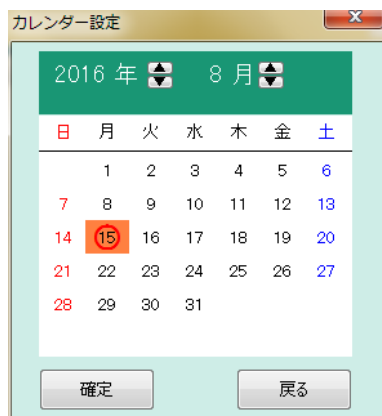 カレンダー設定 x
2016 年 8 月
日 月 火 水 木 金 土
1 2 3 4 5 6
7 8 9 10 11 12 13
14 15 16 17 18 19 20
21 22 23 24 25 26 27
28 29 30 31
確定 戻る